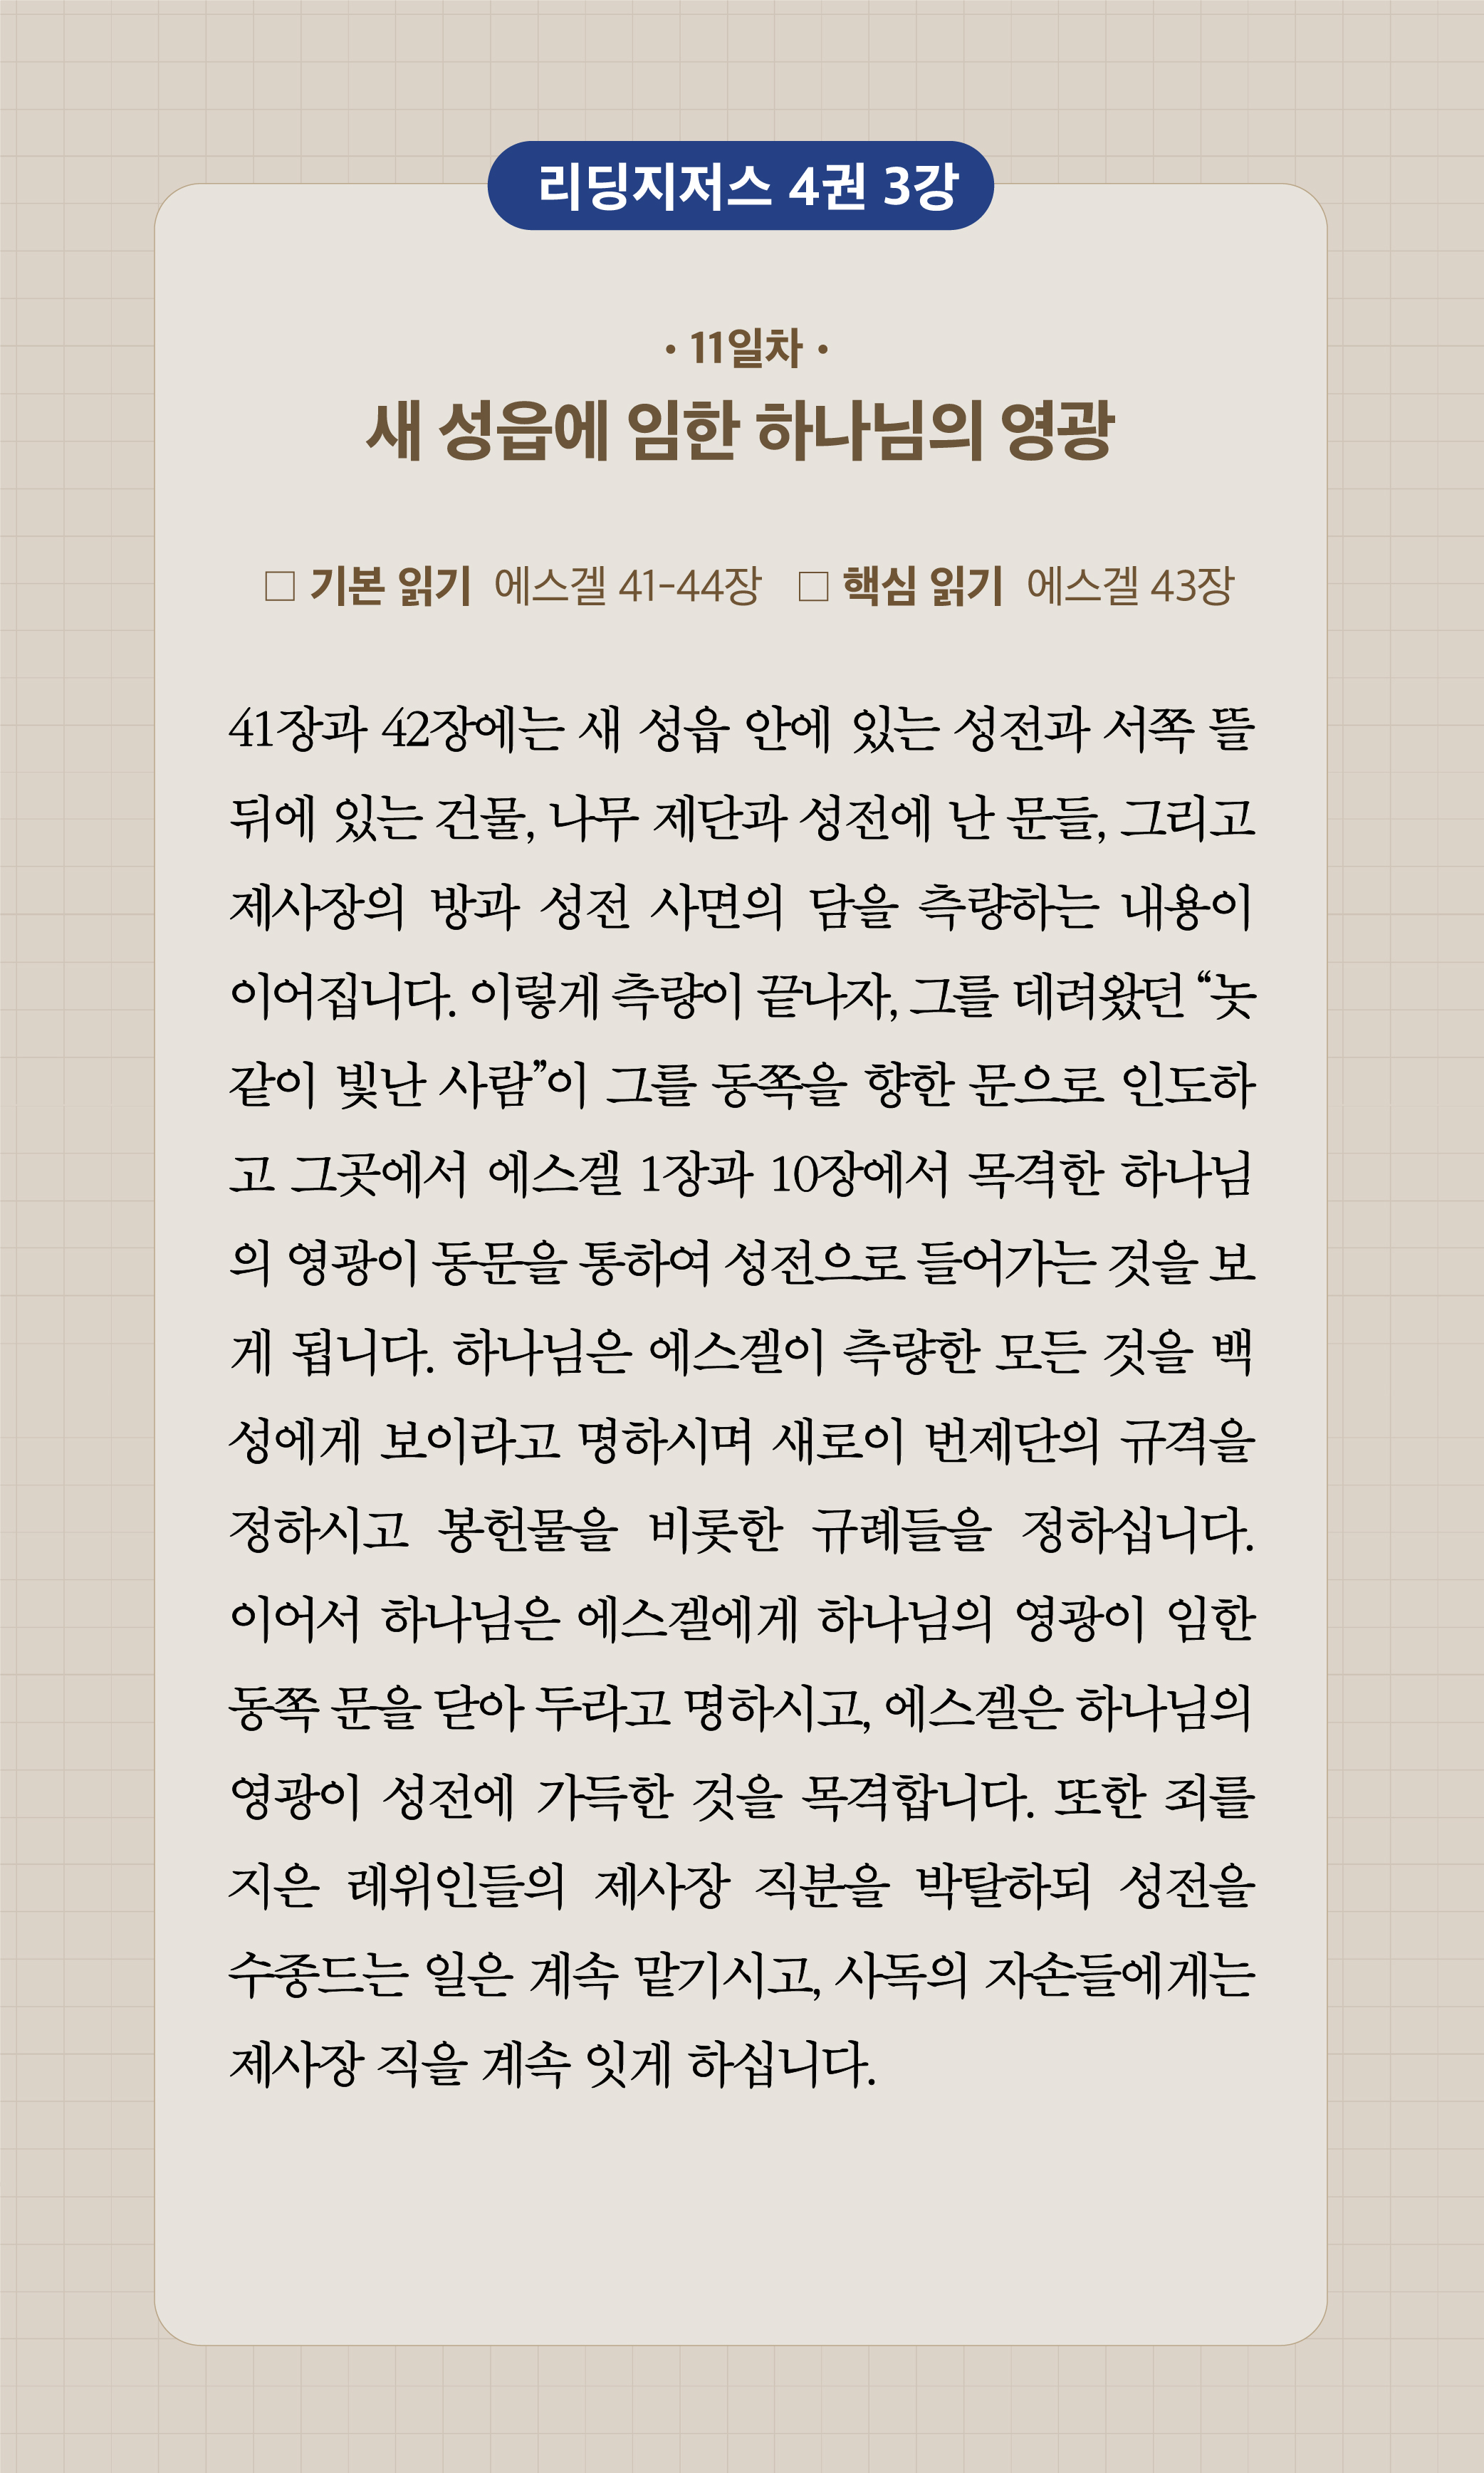 리딩지저스 4권 3강
· 11일차 ·
새 성읍에 임한 하나님의 영광
□ 기본 읽기 에스겔 41-44장 □ 핵심 읽기 에스겔 43장
41장과 42장에는 새 성읍 안에 있는 성전과 서쪽 뜰
뒤에 있는 건물, 나무 제단과 성전에 난 문들, 그리고
제사장의 방과 성전 사면의 담을 측량하는 내용이
이어집니다. 이렇게 측량이 끝나자, 그를 데려왔던 “놋
같이 빛난 사람”이 그를 동쪽을 향한 문으로 인도하
고 그곳에서 에스겔 1장과 10장에서 목격한 하나님
의 영광이 동문을 통하여 성전으로 들어가는 것을 보
게 됩니다. 하나님은 에스겔이 측량한 모든 것을 백
성에게 보이라고 명하시며 새로이 번제단의 규격을
정하시고 봉헌물을 비롯한 규례들을 정하십니다.
이어서 하나님은 에스겔에게 하나님의 영광이 임한
동쪽 문을 닫아 두라고 명하시고, 에스겔은 하나님의
영광이 성전에 가득한 것을 목격합니다. 또한 죄를
지은 레위인들의 제사장 직분을 박탈하되 성전을
수종드는 일은 계속 맡기시고, 사독의 자손들에게는
제사장 직을 계속 잇게 하십니다.